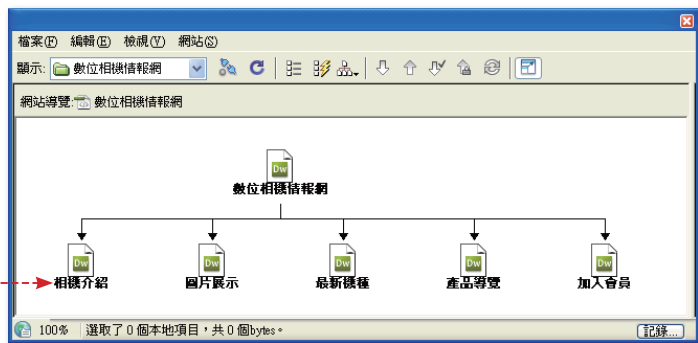 檔案(F) 編輯(E) 檢視(V) 網站(S)
顯示: 數位相機情報網
網站導覽: 數位相機情報網
Dw
數位相機情報網
Dw Dw Dw Dw Dw
相機介紹 圖片展示 最新機種 產品導覽 加入會員
100% 選取了 0 個本地項目,共 0 個bytes。 記錄...